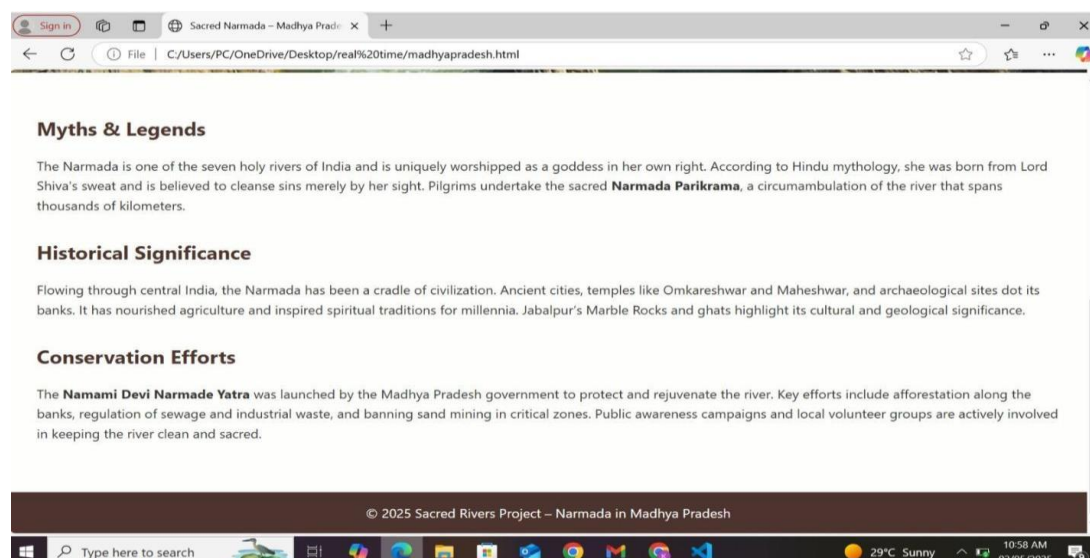 Sign in
Sacred Narmada – Madhya Prade
File
C:/Users/PC/OneDrive/Desktop/real%20time/madhyapradesh.html
Myths & Legends
The Narmada is one of the seven holy rivers of India and is uniquely worshipped as a goddess in her own right. According to Hindu mythology, she was born from Lord
Shiva's sweat and is believed to cleanse sins merely by her sight. Pilgrims undertake the sacred Narmada Parikrama, a circumambulation of the river that spans
thousands of kilometers.
Historical Significance
Flowing through central India, the Narmada has been a cradle of civilization. Ancient cities, temples like Omkareshwar and Maheshwar, and archaeological sites dot its
banks. It has nourished agriculture and inspired spiritual traditions for millennia. Jabalpur's Marble Rocks and ghats highlight its cultural and geological significance.
Conservation Efforts
The Namami Devi Narmade Yatra was launched by the Madhya Pradesh government to protect and rejuvenate the river. Key efforts include afforestation along the
banks, regulation of sewage and industrial waste, and banning sand mining in critical zones. Public awareness campaigns and local volunteer groups are actively involved
in keeping the river clean and sacred.
© 2025 Sacred Rivers Project – Narmada in Madhya Pradesh
Type here to search
29°C Sunny
10:58 AM